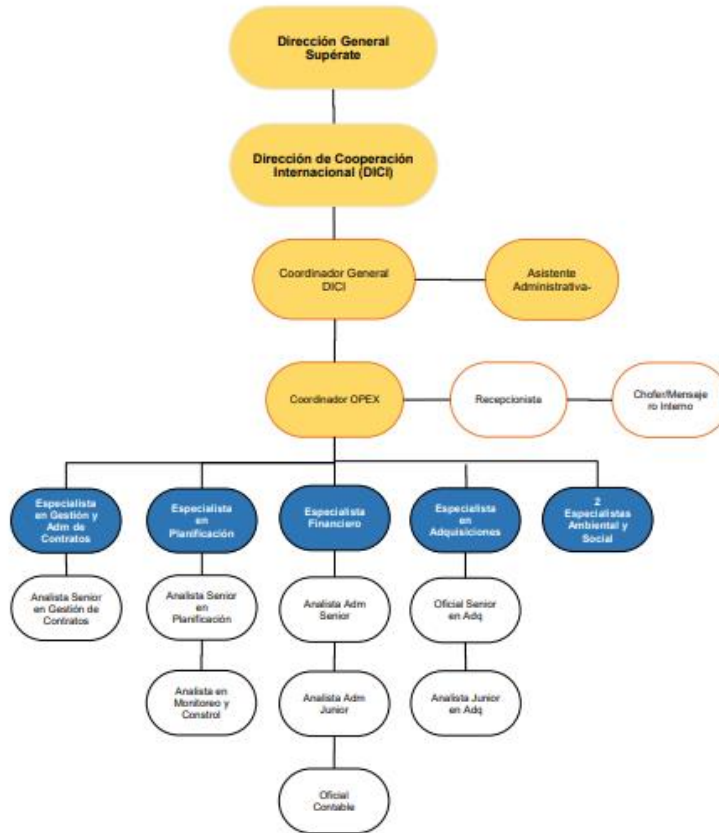 Dirección General
Supérate
Dirección de Cooperación
Internacional (DICI)
Coordinador General
DICI
Asistente
Administrativa-
Coordinador OPEX
Recepcionista
Chofer/Mensaje
ro Interno
Especialista
en Gestión y
Adm de
Contratos
Especialista
en
Planificación
Especialista
Financiero
Especialista
en
Adquisiciones
2
Especialistas
Ambiental y
Social
Analista Senior
en Gestión de
Contratos
Analista Senior
en
Planificación
Analista Adm
Senior
Oficial Senior
en Adq
Analista en
Monitoreo y
Constrol
Analista Adm
Junior
Analista Junior
en Adq
Oficial
Contable